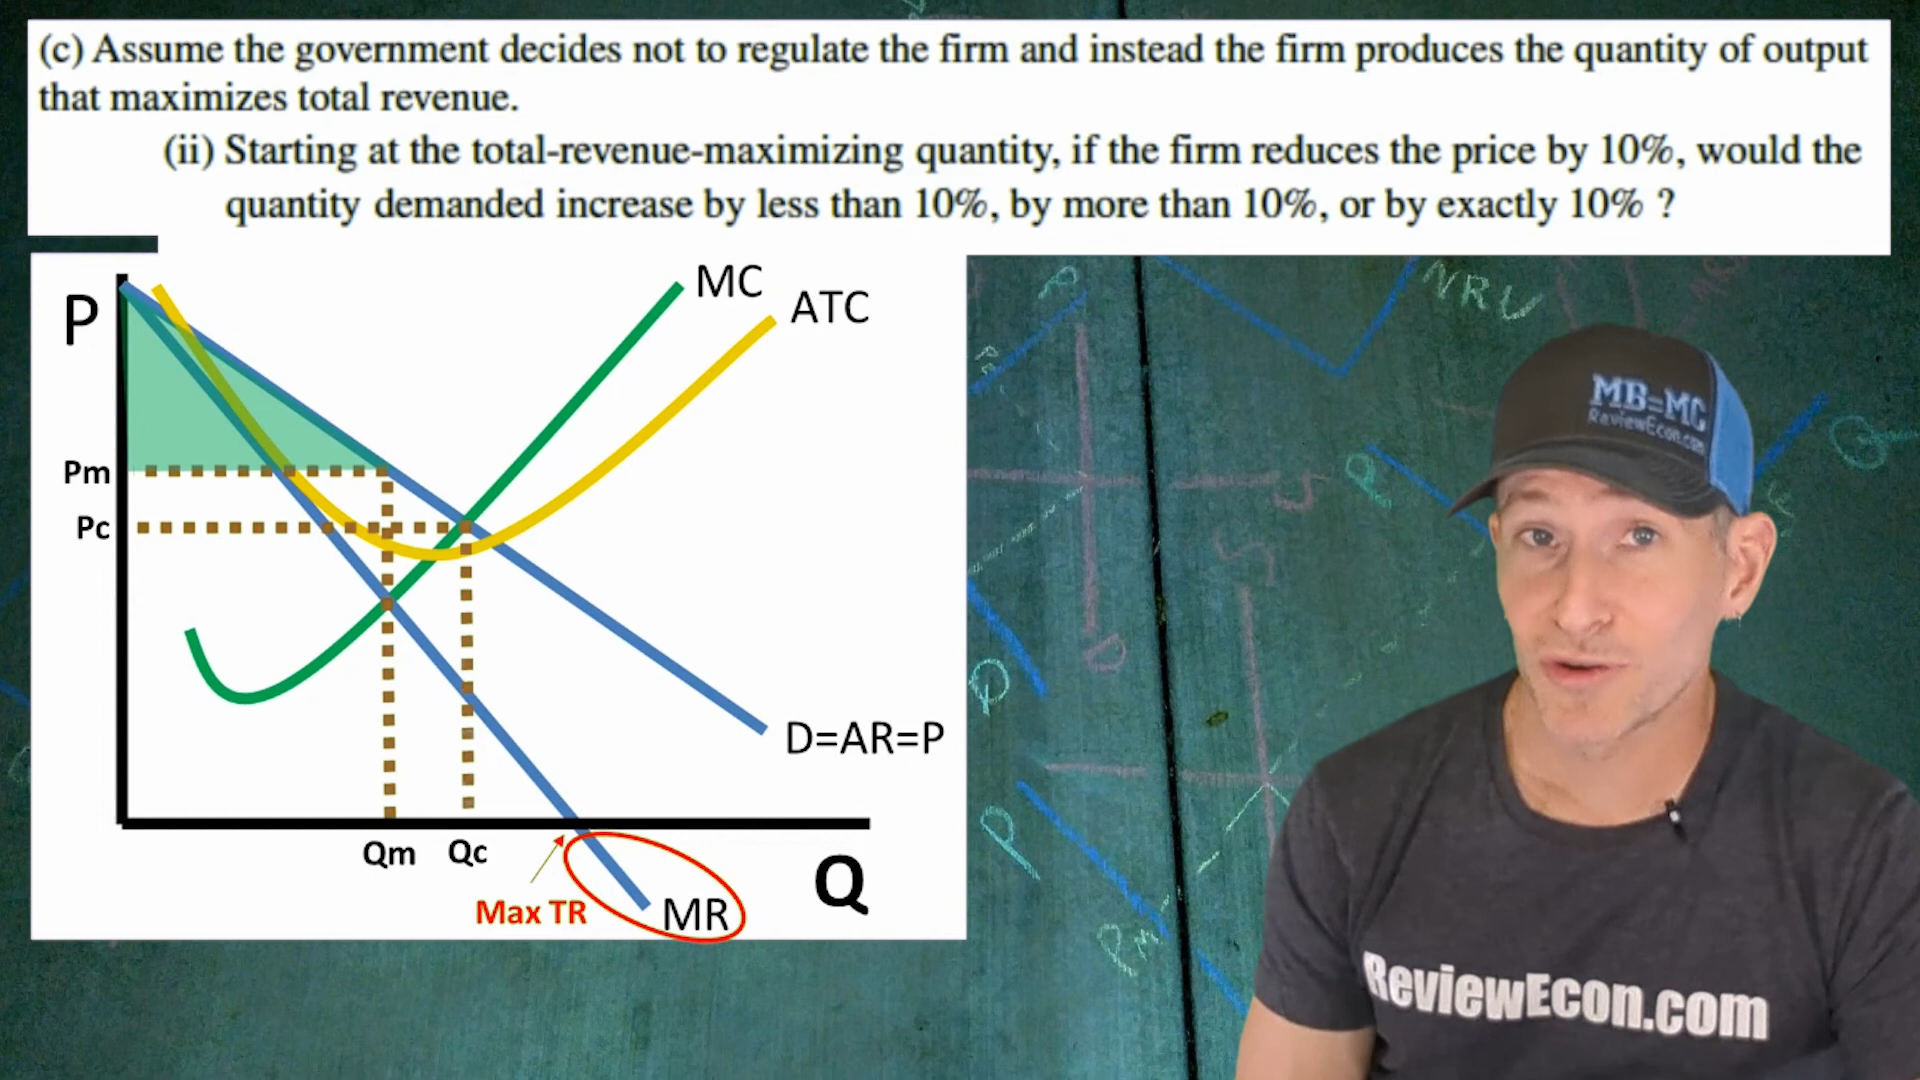 (c) Assume the government decides not to regulate the firm and instead the firm produces the quantity of output
that maximizes total revenue.
(ii) Starting at the total-revenue-maximizing quantity, if the firm reduces the price by 10%, would the
quantity demanded increase by less than 10%, by more than 10%, or by exactly 10% ?
P
MC
ATC
Pm
Pc
D=AR=P
Qm
Qc
Q
Max TR
MR
NRU
P
P
P
S
S
D
Q
Q
P
MB=MC
ReviewEcon.com
ReviewEcon.com